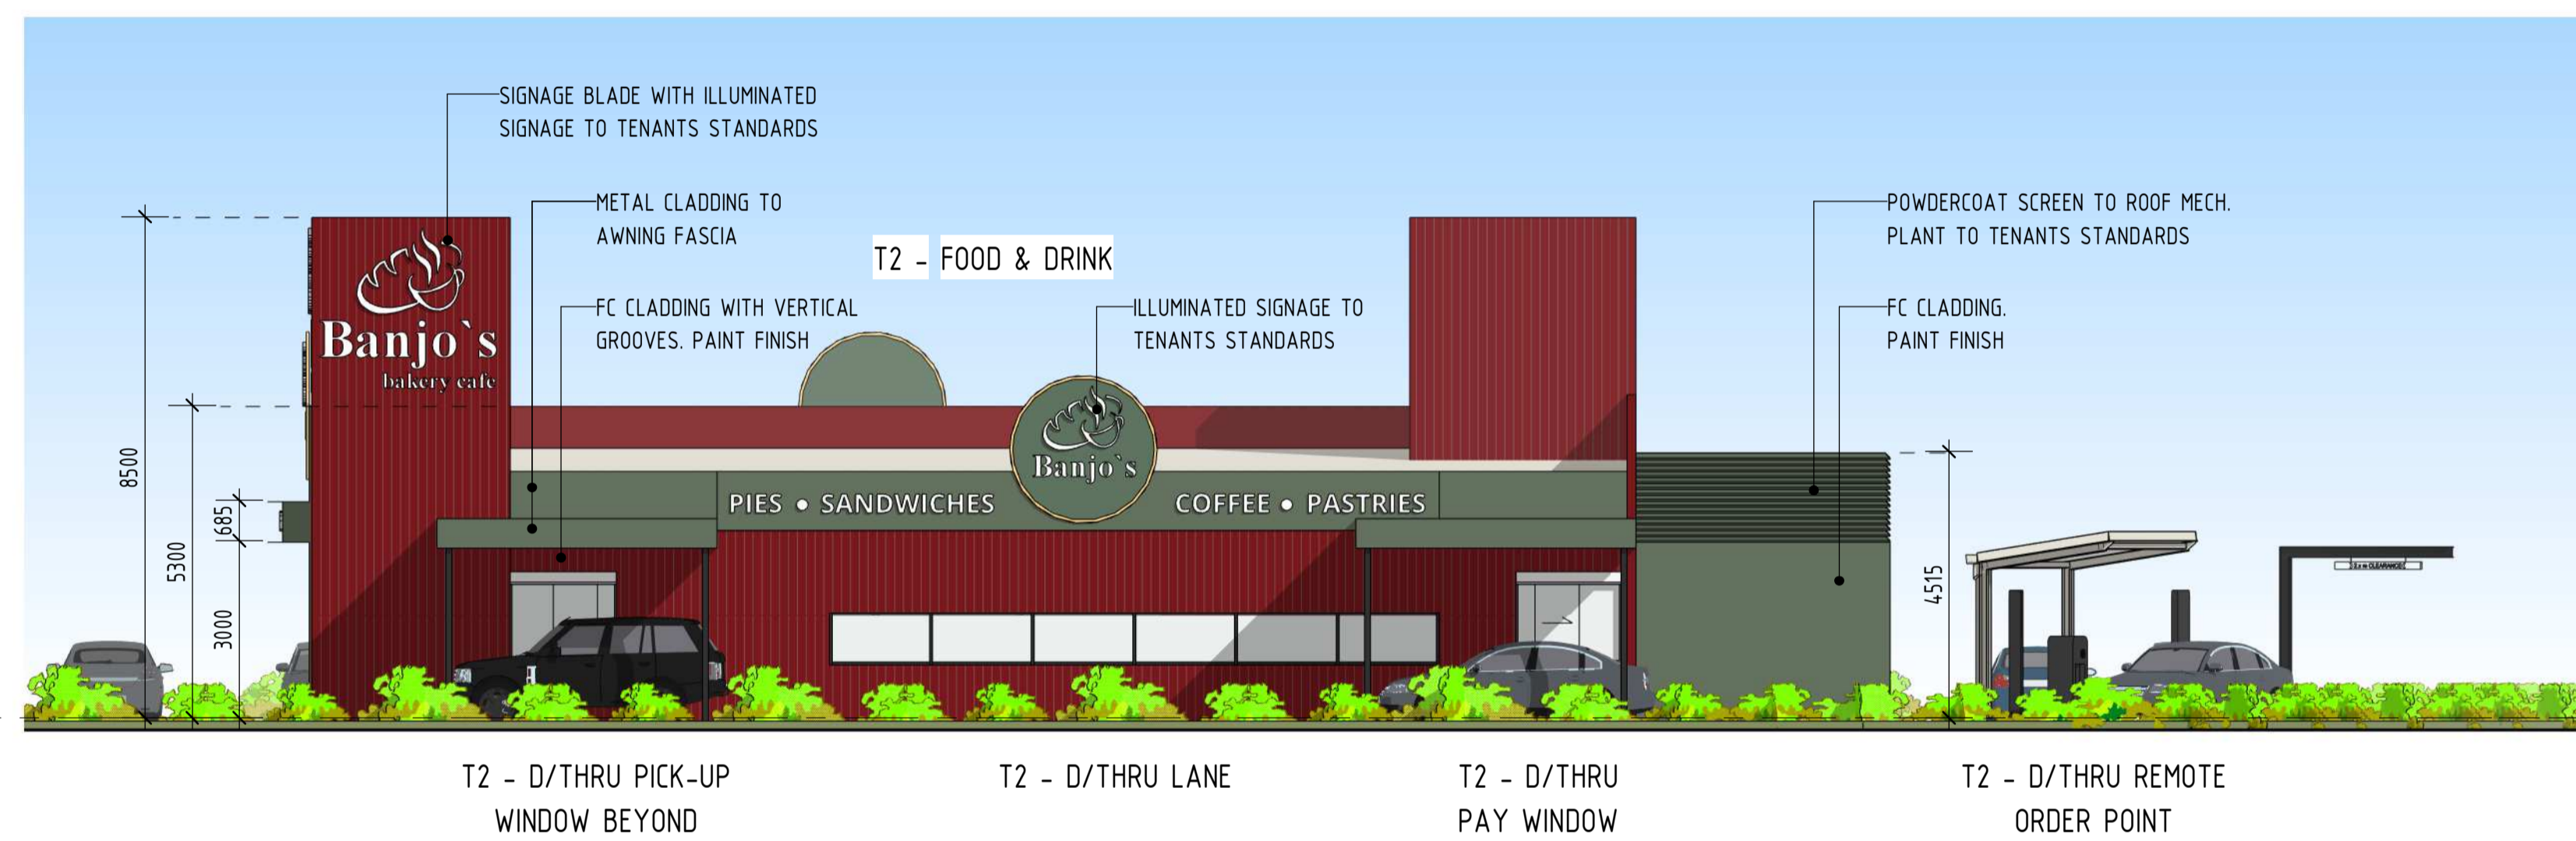 SIGNAGE BLADE WITH ILLUMINATED
SIGNAGE TO TENANTS STANDARDS
METAL CLADDING TO
AWNING FASCIA
T2 - FOOD & DRINK
POWDERCOAT SCREEN TO ROOF MECH.
PLANT TO TENANTS STANDARDS
FC CLADDING WITH VERTICAL
GROOVES. PAINT FINISH
ILLUMINATED SIGNAGE TO
TENANTS STANDARDS
FC CLADDING.
PAINT FINISH
Banjo`s
bakery cafe
Banjo`s
PIES • SANDWICHES
COFFEE • PASTRIES
8500
5300
685
3000
4515
CLEARANCE
T2 - D/THRU PICK-UP
WINDOW BEYOND
T2 - D/THRU LANE
T2 - D/THRU
PAY WINDOW
T2 - D/THRU REMOTE
ORDER POINT